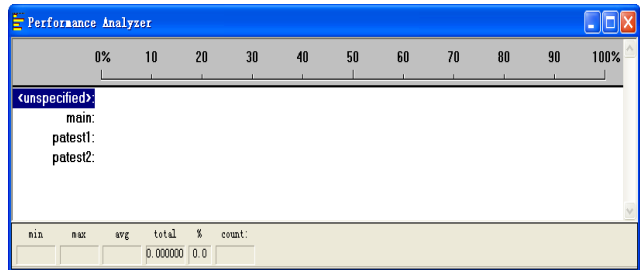 Performance Analyzer
0% 10 20 30 40 50 60 70 80 90 100%
<unspecified>:
main:
patest1:
patest2:
min max avg total % count:
0.000000 0.0